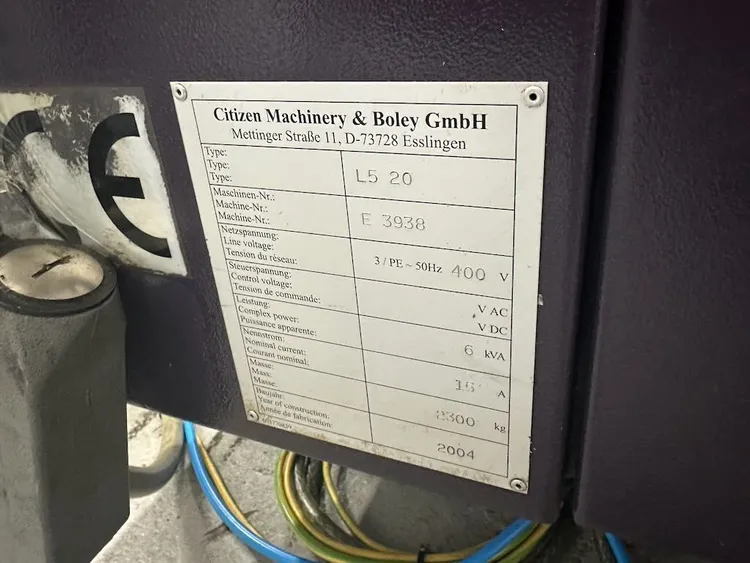 CE
Citizen Machinery & Boley GmbH
Mettinger Straße 11, D-73728 Esslingen
Type:
Type:
Type:
L5 20
Maschinen-Nr.:
Machine-Nr.:
Machine-Nr.:
E 3938
Netzspannung:
Line voltage:
Tension du réseau:
3 / PE ~ 50Hz 400 V
Steuerspannung:
Control voltage:
Tension de commande:
V AC
V DC
Leistung:
Complex power:
Puissance apparente:
6 kVA
Nennstrom:
Nominal current:
Courant nominal:
A
Masse:
Mass:
Masse:
2300 kg
Baujahr:
Year of construction:
Année de fabrication:
2004